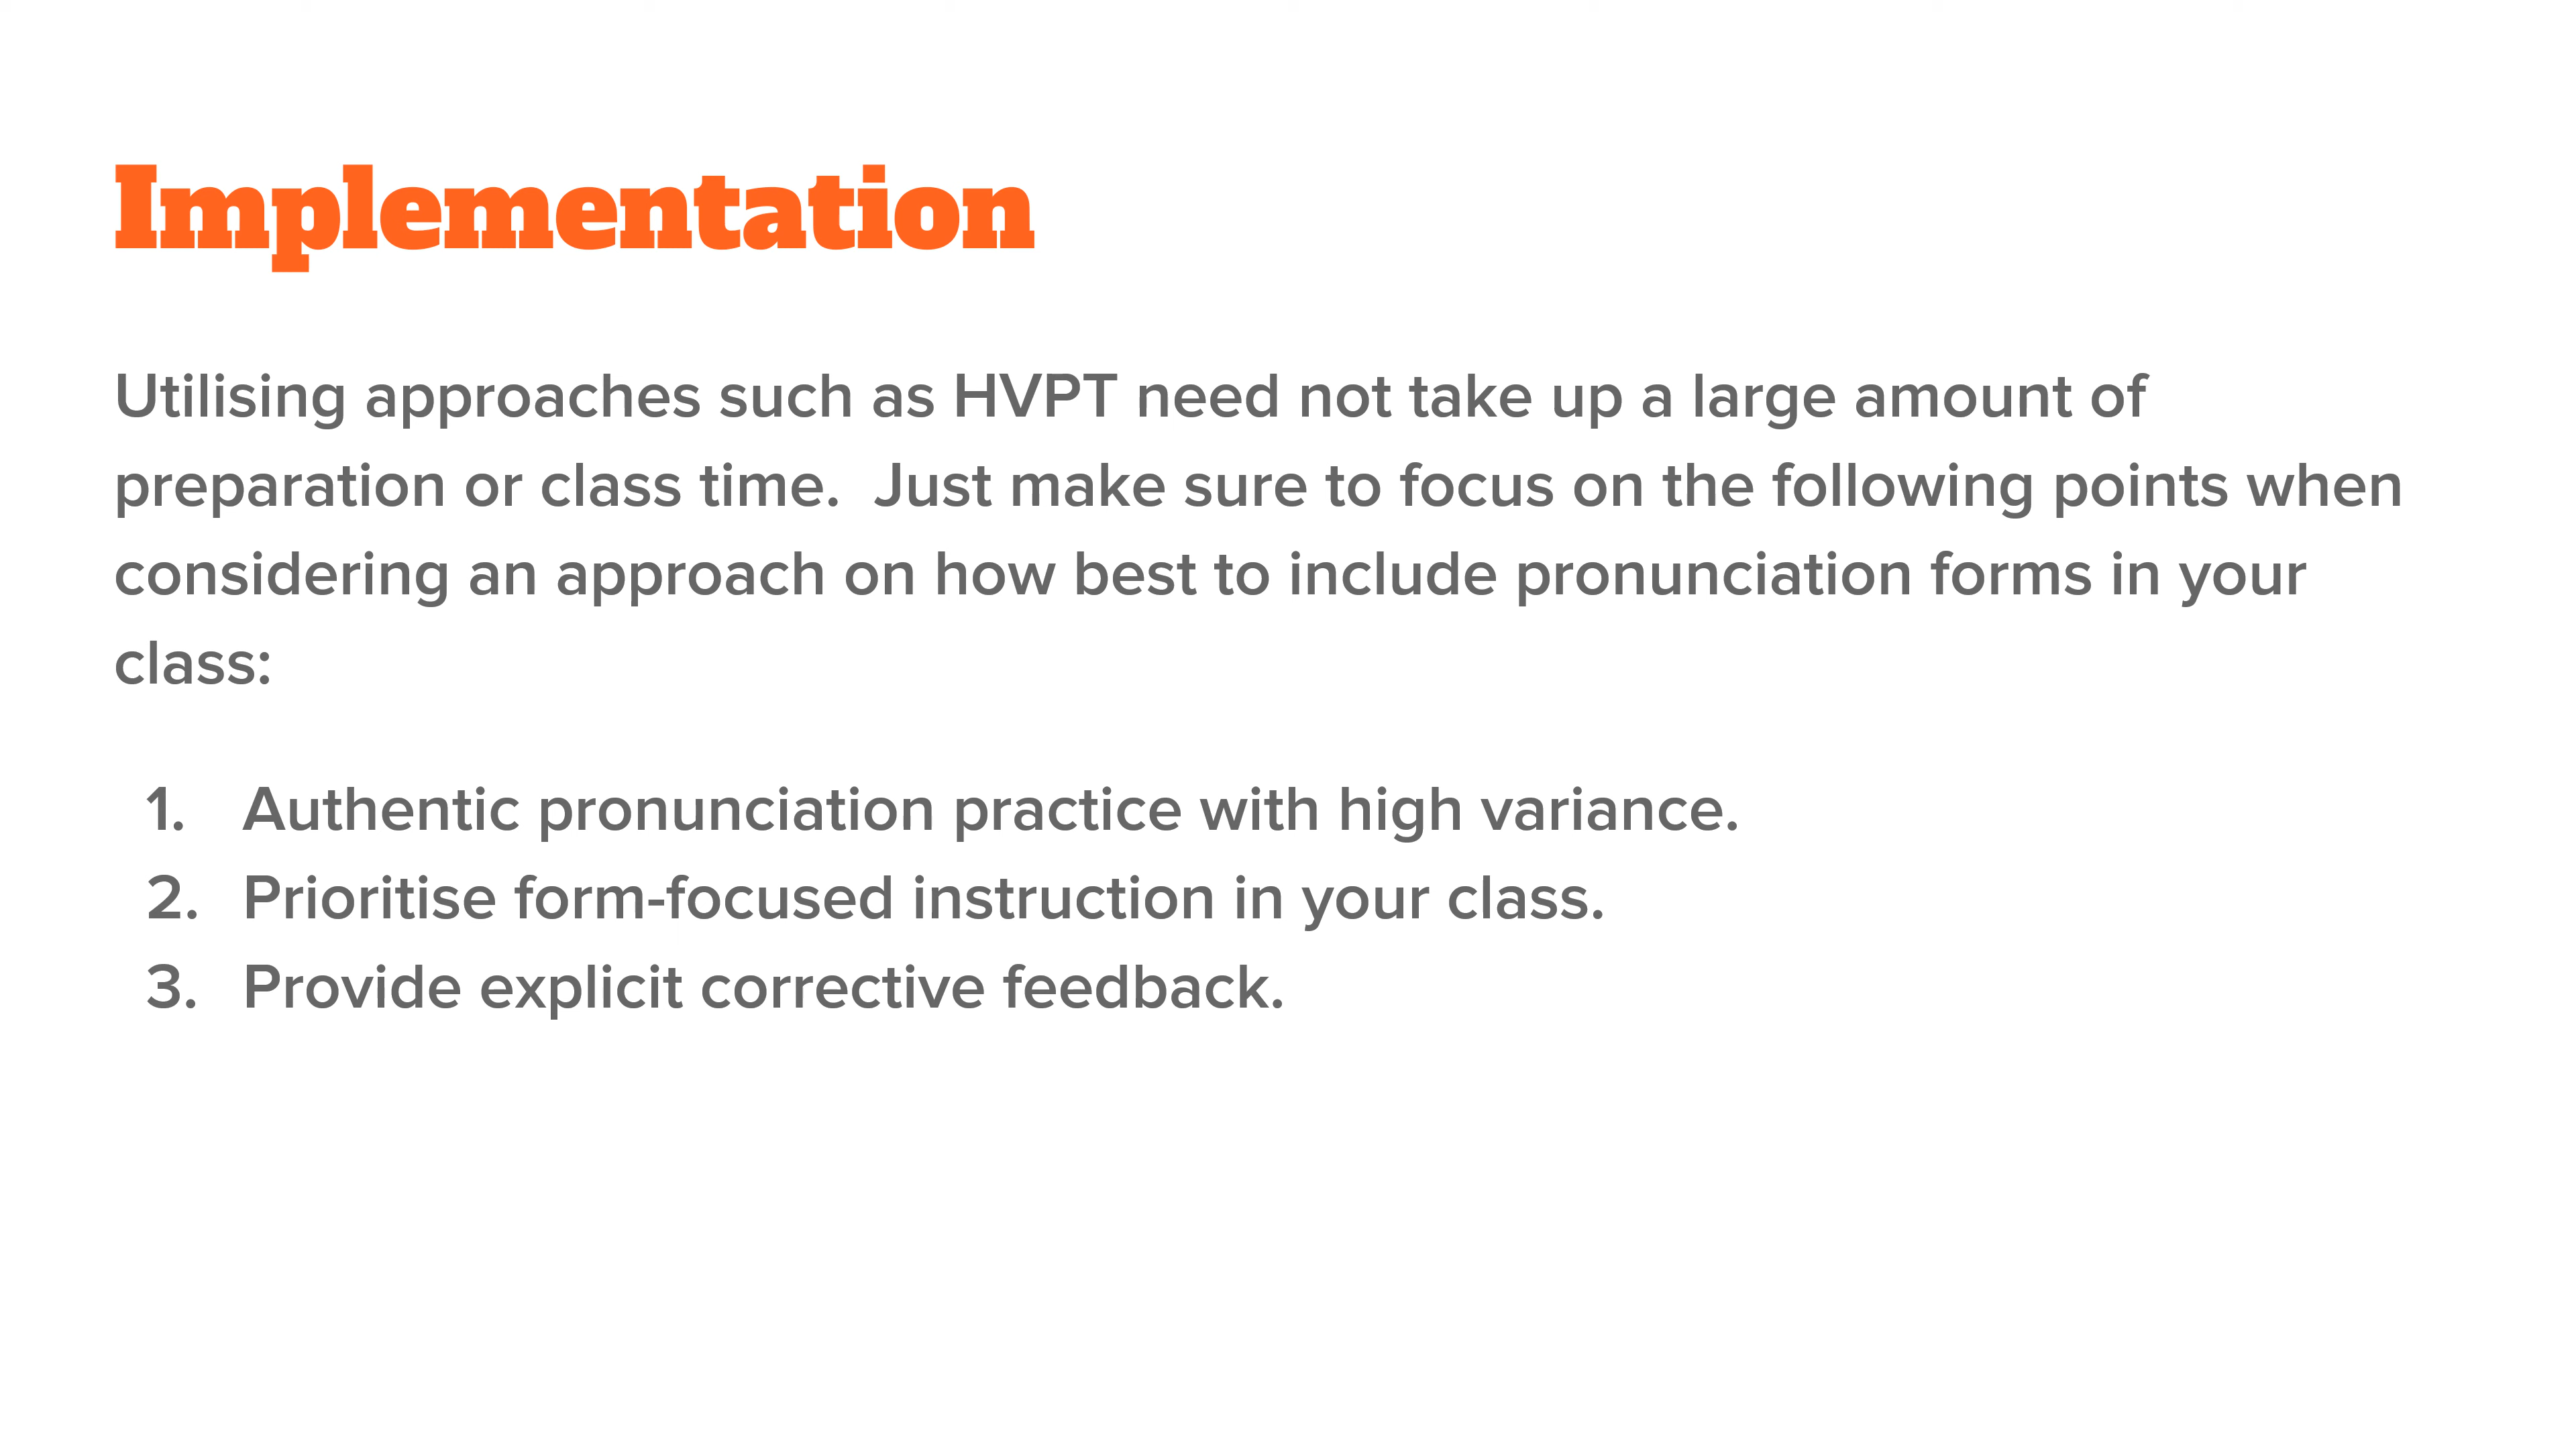 Implementation
Utilising approaches such as HVPT need not take up a large amount of
preparation or class time.  Just make sure to focus on the following points when
considering an approach on how best to include pronunciation forms in your
class:
1. Authentic pronunciation practice with high variance.
2. Prioritise form-focused instruction in your class.
3. Provide explicit corrective feedback.